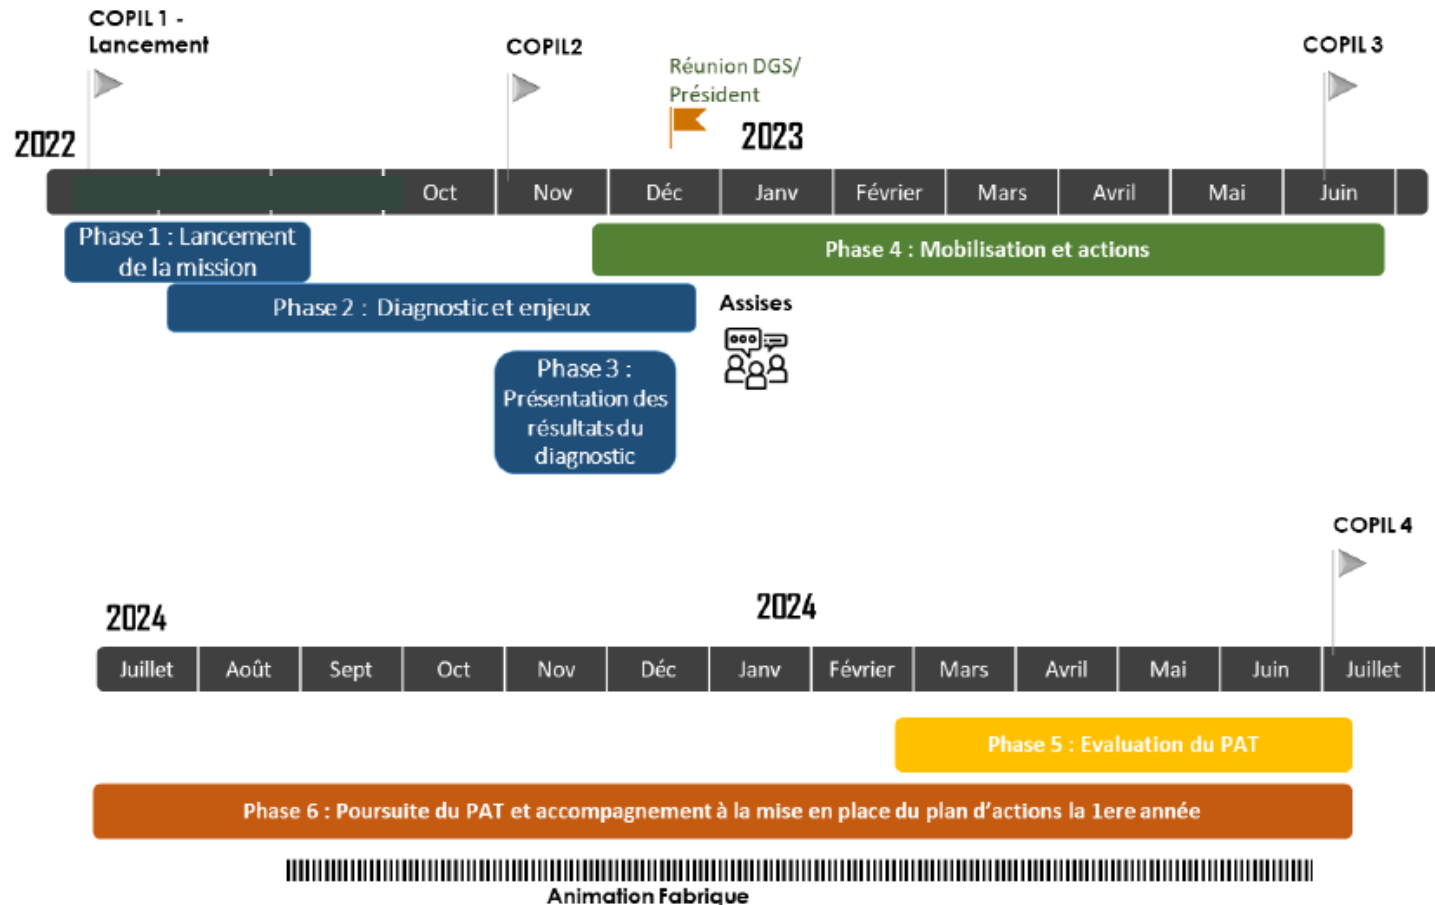 COPIL 1 -
Lancement
COPIL2
COPIL 3
Réunion DGS/
Président
2022
2023
Oct Nov Déc Janv Février Mars Avril Mai Juin
Phase 1 : Lancement
de la mission
Phase 4 : Mobilisation et actions
Phase 2 : Diagnostic et enjeux
Assises
Phase 3 :
Présentation des
résultats du
diagnostic
COPIL 4
2024
2024
Juillet Août Sept Oct Nov Déc Janv Février Mars Avril Mai Juin Juillet
Phase 5 : Evaluation du PAT
Phase 6 : Poursuite du PAT et accompagnement à la mise en place du plan d'actions la 1ere année
Animation Fabrique